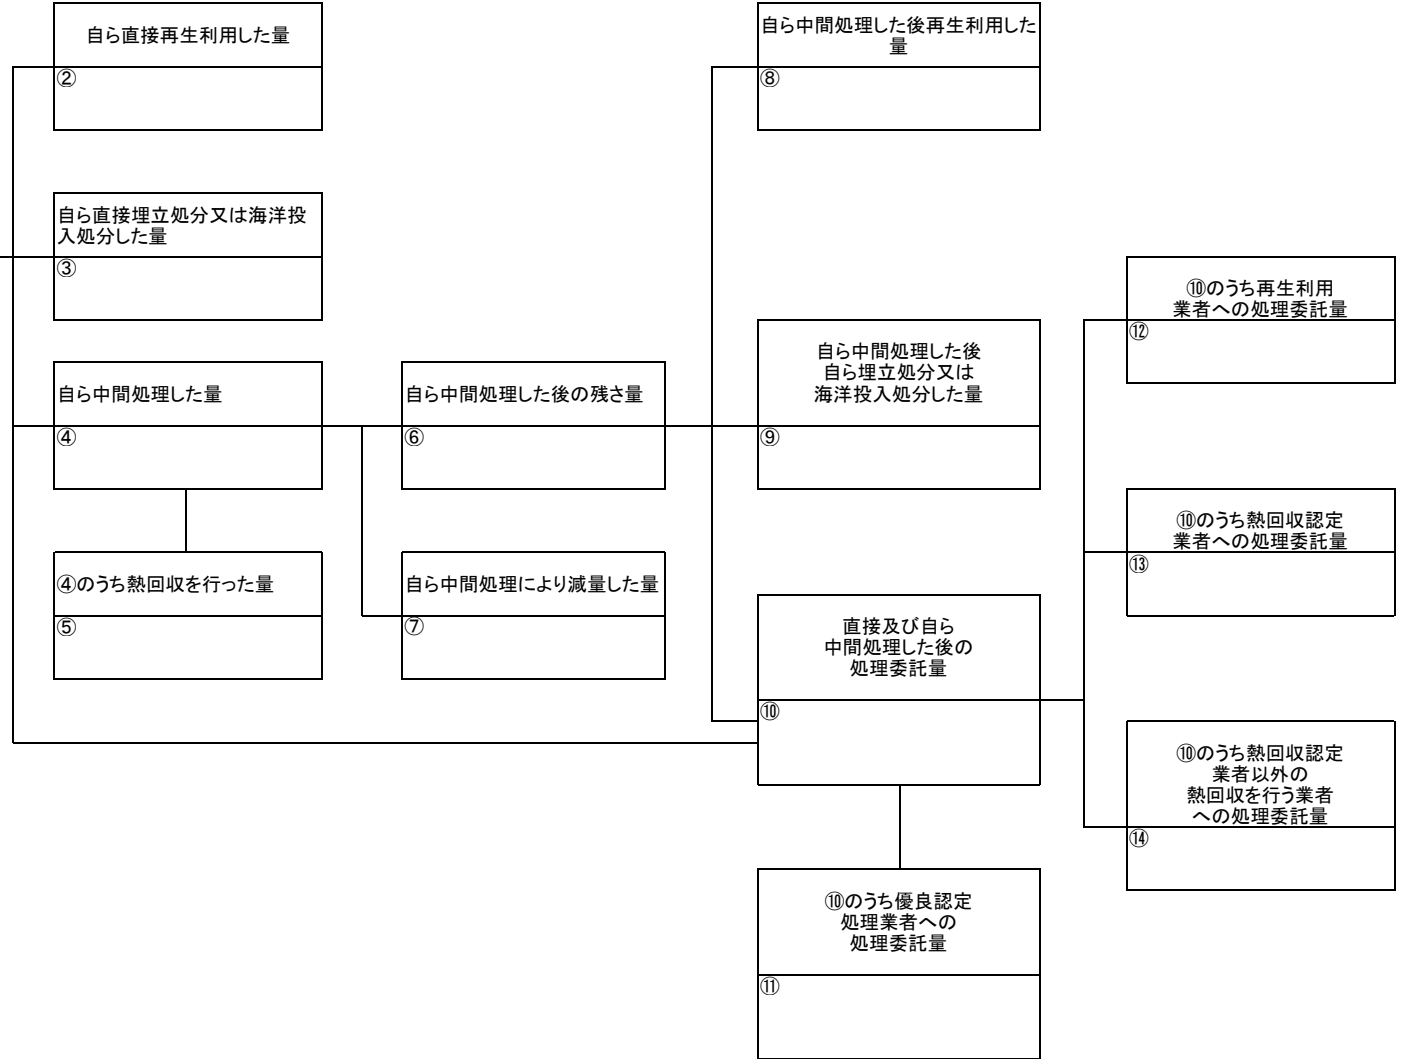 自ら直接再生利用した量
②
自ら直接埋立処分又は海洋投
入処分した量
③
自ら中間処理した量
④
④のうち熱回収を行った量
⑤
自ら中間処理した後の残さ量
⑥
自ら中間処理により減量した量
⑦
自ら中間処理した後再生利用した
量
⑧
自ら中間処理した後
自ら埋立処分又は
海洋投入処分した量
⑨
直接及び自ら
中間処理した後の
処理委託量
⑩
⑩のうち優良認定
処理業者への
処理委託量
⑪
⑩のうち再生利用
業者への処理委託量
⑫
⑩のうち熱回収認定
業者への処理委託量
⑬
⑩のうち熱回収認定
業者以外の
熱回収を行う業者
への処理委託量
⑭